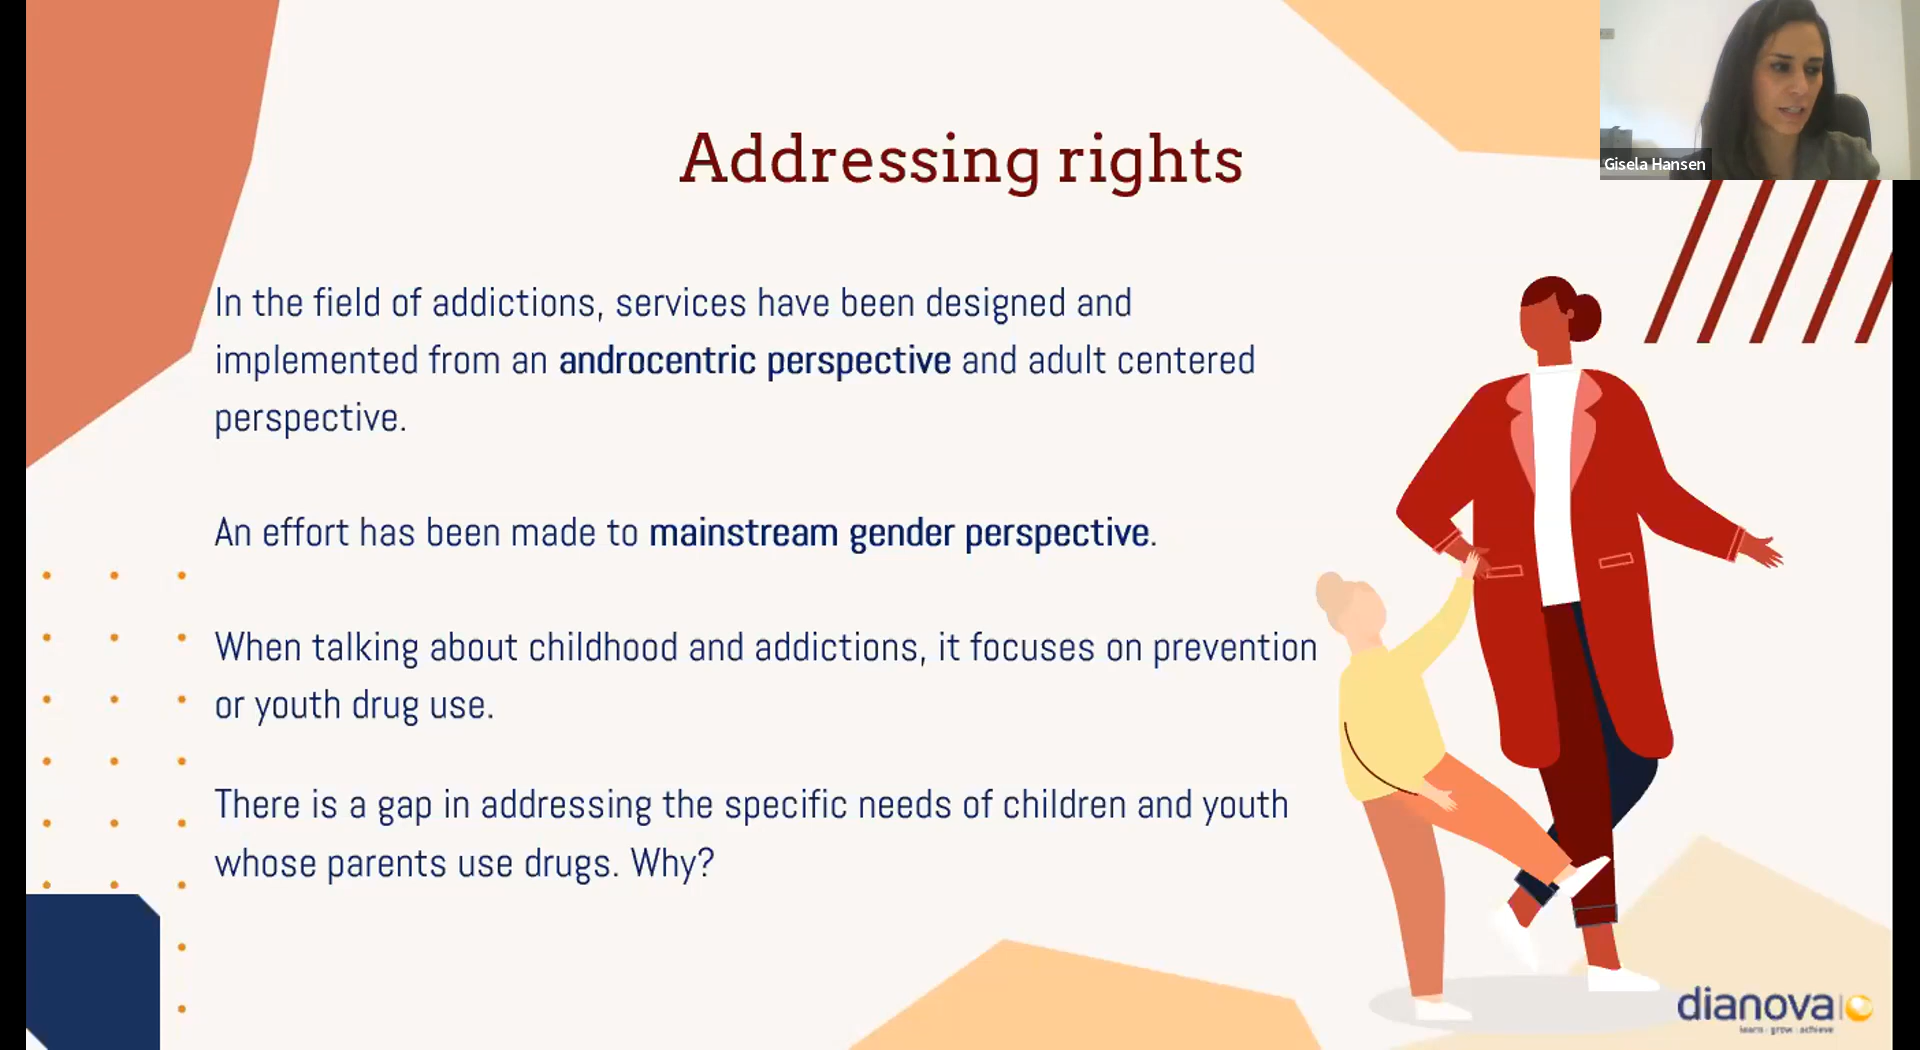 Addressing rights
Gisela Hansen
In the field of addictions, services have been designed and
implemented from an androcentric perspective and adult centered
perspective.
An effort has been made to mainstream gender perspective.
When talking about childhood and addictions, it focuses on prevention
or youth drug use.
There is a gap in addressing the specific needs of children and youth
whose parents use drugs. Why?
dianova
learn · grow · achieve